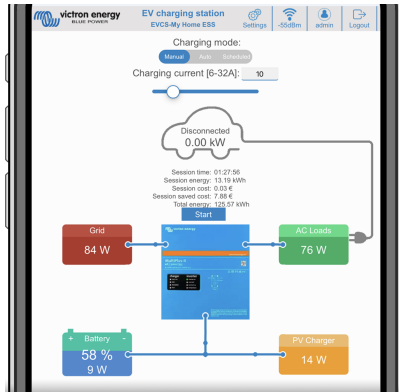 victron energy
BLUE POWER
EV charging station
EVCS-My Home ESS
Settings
-55dBm
admin
Logout
Charging mode:
Manual
Auto
Scheduled
Charging current [6-32A]:
10
Disconnected
0.00 kW
Session time: 01:27:56
Session energy: 13.19 kWh
Session cost: 0.03 €
Session saved cost: 7.88 €
Total energy: 125.57 kWh
Start
Grid
84 W
victron energy
AC Loads
76 W
+ Battery -
58 %
9 W
PV Charger
14 W